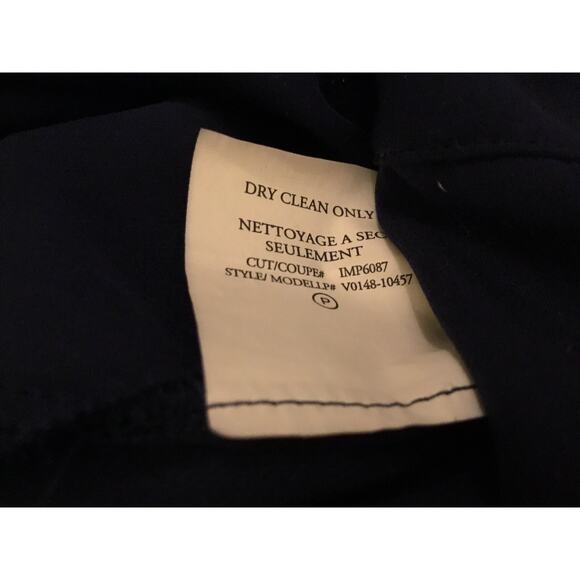 DRY CLEAN ONLY
NETTOYAGE A SEC
SEULEMENT
CUT/COUPE# IMP6087
STYLE/ MODELLP# V0148-10457
P